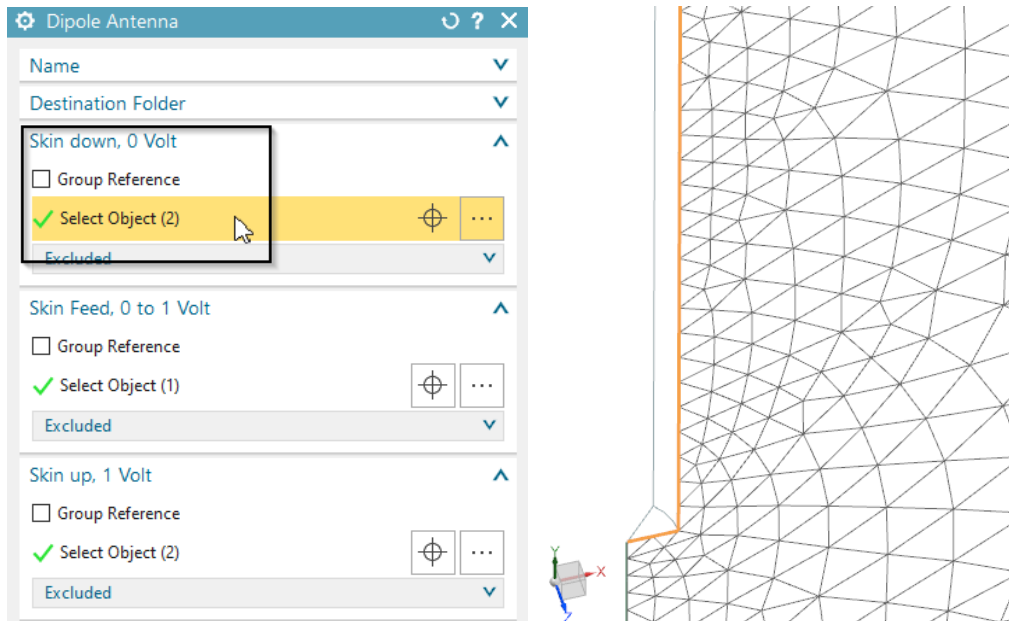 Dipole Antenna
Name
Destination Folder
Skin down, 0 Volt
Group Reference
Select Object (2)
Excluded
Skin Feed, 0 to 1 Volt
Group Reference
Select Object (1)
Excluded
Skin up, 1 Volt
Group Reference
Select Object (2)
Excluded
Y
X
Z